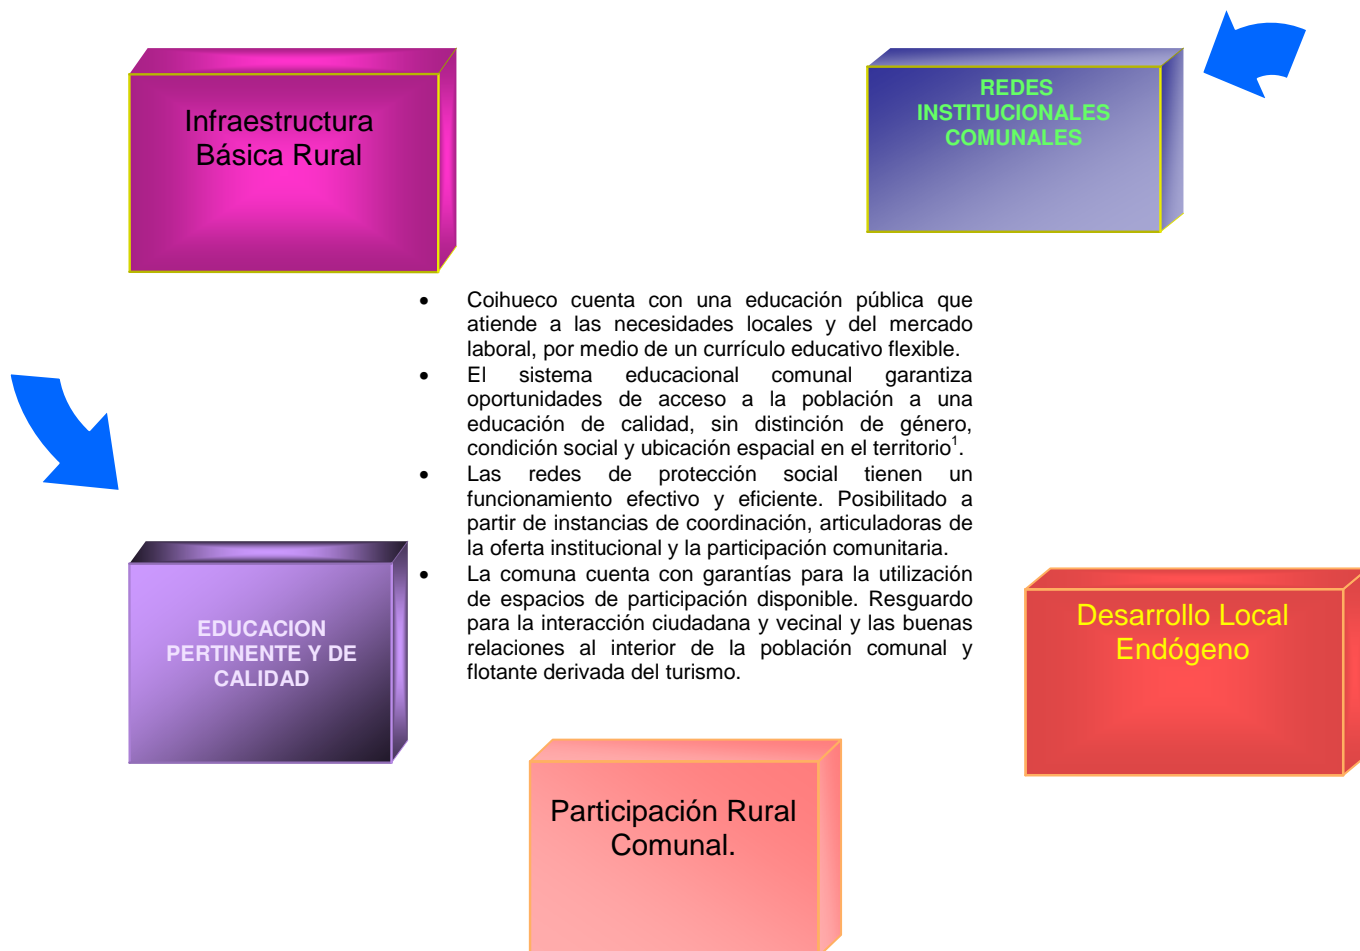 Infraestructura
Básica Rural
REDES
INSTITUCIONALES
COMUNALES
• Coihueco cuenta con una educación pública que
atiende a las necesidades locales y del mercado
laboral, por medio de un currículo educativo flexible.
• El sistema educacional comunal garantiza
oportunidades de acceso a la población a una
educación de calidad, sin distinción de género,
condición social y ubicación espacial en el territorio¹.
• Las redes de protección social tienen un
funcionamiento efectivo y eficiente. Posibilitado a
partir de instancias de coordinación, articuladoras de
la oferta institucional y la participación comunitaria.
• La comuna cuenta con garantías para la utilización
de espacios de participación disponible. Resguardo
para la interacción ciudadana y vecinal y las buenas
relaciones al interior de la población comunal y
flotante derivada del turismo.
EDUCACION
PERTINENTE Y DE
CALIDAD
Desarrollo Local
Endógeno
Participación Rural
Comunal.